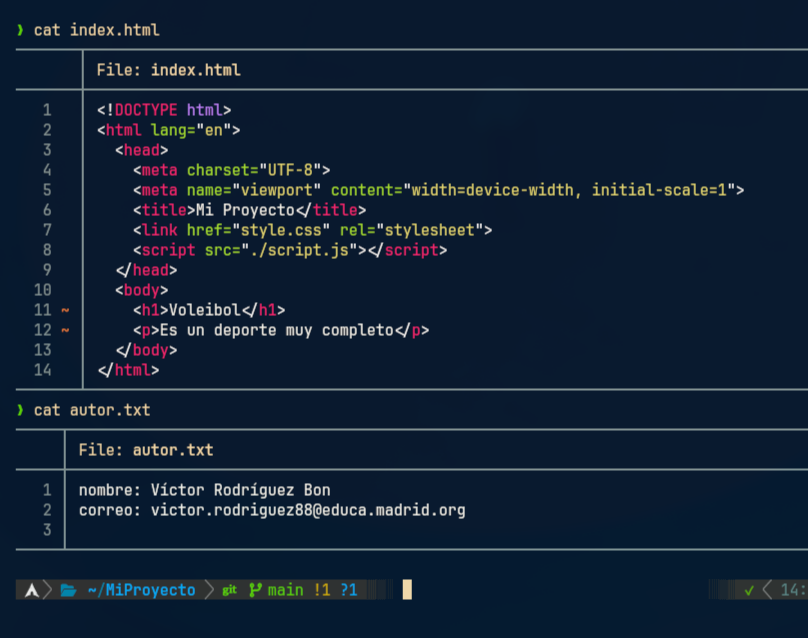 ❯ cat index.html
File: index.html
1 <!DOCTYPE html>
2 <html lang="en">
3 <head>
4 <meta charset="UTF-8">
5 <meta name="viewport" content="width=device-width, initial-scale=1">
6 <title>Mi Proyecto</title>
7 <link href="style.css" rel="stylesheet">
8 <script src="./script.js"></script>
9 </head>
10 <body>
11 ~ <h1>Voleibol</h1>
12 ~ <p>Es un deporte muy completo</p>
13 </body>
14 </html>
❯ cat autor.txt
File: autor.txt
1 nombre: Víctor Rodríguez Bon
2 correo: victor.rodriguez88@educa.madrid.org
3
~/MiProyecto git main !1 ?1 ✓ 14: